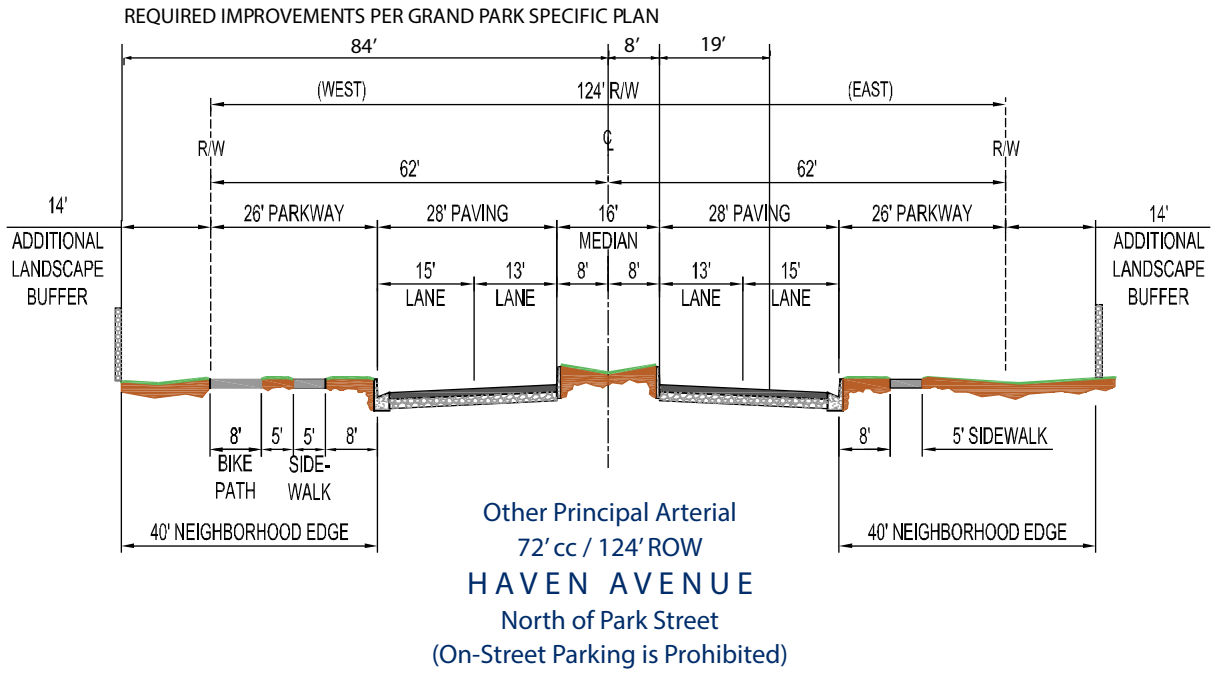 REQUIRED IMPROVEMENTS PER GRAND PARK SPECIFIC PLAN
84' 8' 19'
(WEST) 124' R/W (EAST)
R/W ℄ R/W
62' 62'
14' 26' PARKWAY 28' PAVING 16' 28' PAVING 26' PARKWAY 14'
ADDITIONAL MEDIAN ADDITIONAL
LANDSCAPE 15' 13' 8' 8' 13' 15' LANDSCAPE
BUFFER LANE LANE LANE LANE BUFFER
8' 5' 5' 8' 8' 5' SIDEWALK
BIKE SIDE-
PATH WALK
40' NEIGHBORHOOD EDGE 40' NEIGHBORHOOD EDGE
Other Principal Arterial
72' cc / 124' ROW
HAVEN AVENUE
North of Park Street
(On-Street Parking is Prohibited)